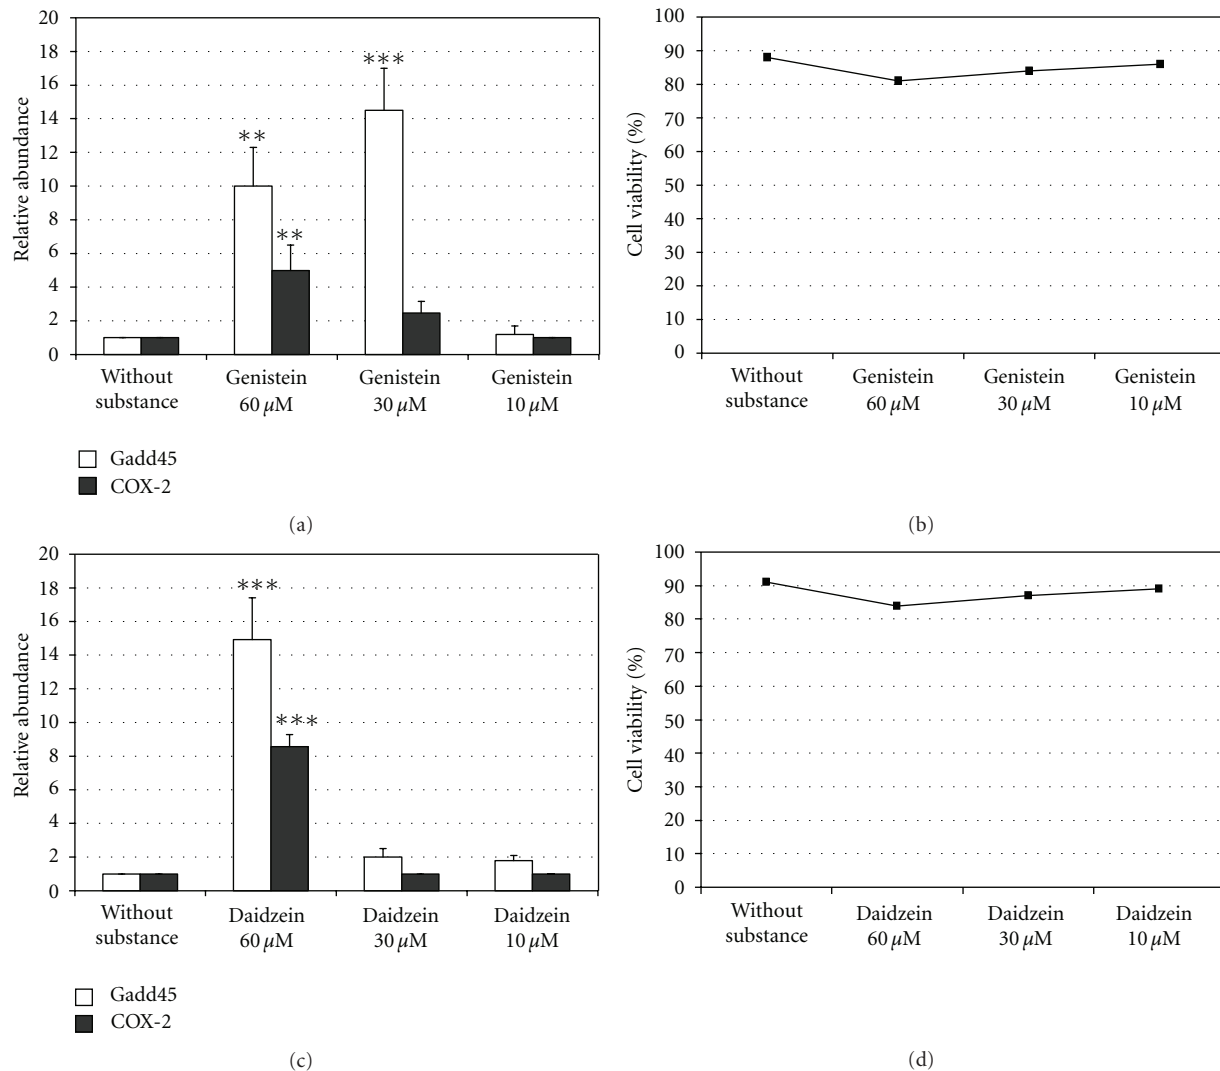 20
18
16
14
12
10
8
6
4
2
0
Relative abundance
**
**
***
Without substance
Genistein 60 µM
Genistein 30 µM
Genistein 10 µM
Gadd45
COX-2
(a)
100
90
80
70
60
50
40
30
20
10
0
Cell viability (%)
Without substance
Genistein 60 µM
Genistein 30 µM
Genistein 10 µM
(b)
20
18
16
14
12
10
8
6
4
2
0
Relative abundance
***
***
Without substance
Daidzein 60 µM
Daidzein 30 µM
Daidzein 10 µM
Gadd45
COX-2
(c)
100
90
80
70
60
50
40
30
20
10
0
Cell viability (%)
Without substance
Daidzein 60 µM
Daidzein 30 µM
Daidzein 10 µM
(d)